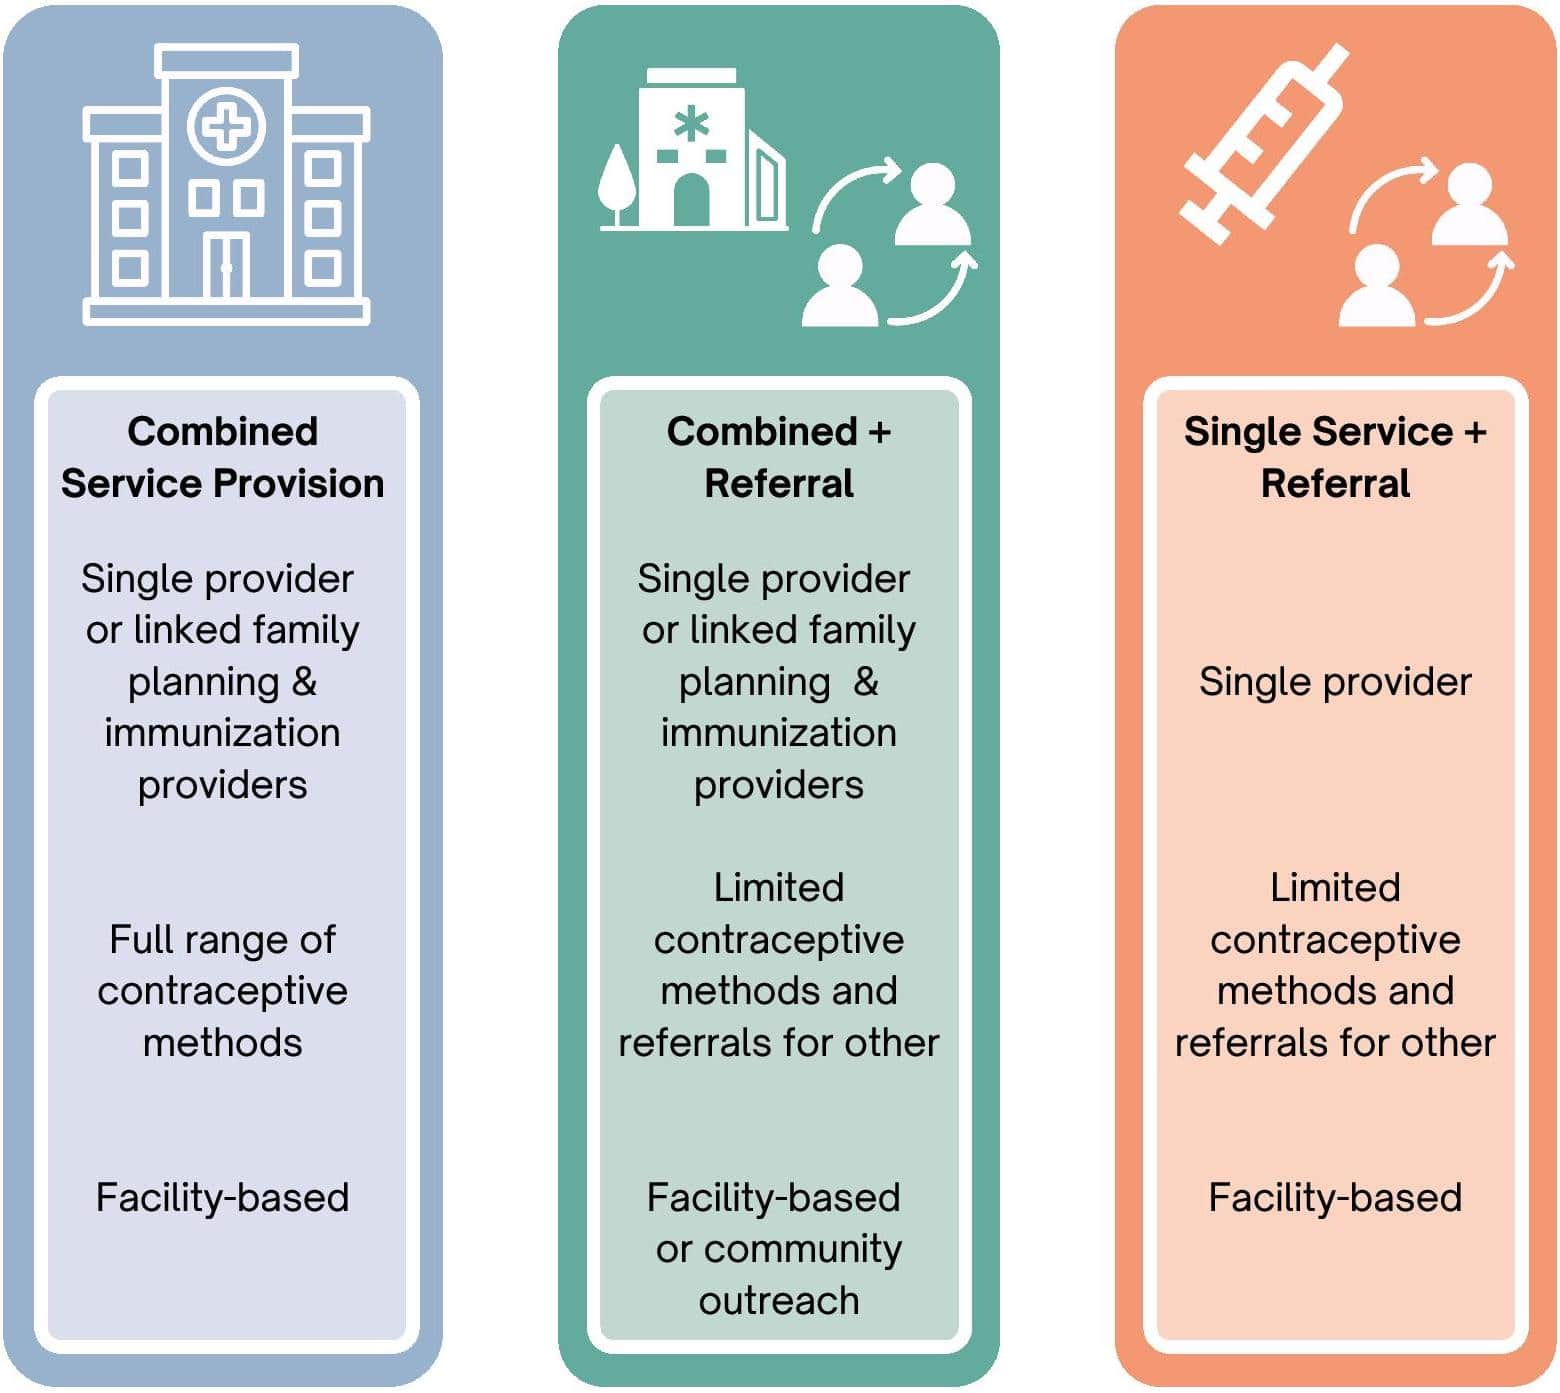 Combined
Service Provision
Single provider
or linked family
planning &
immunization
providers
Full range of
contraceptive
methods
Facility-based
Combined +
Referral
Single provider
or linked family
planning  &
immunization
providers
Limited
contraceptive
methods and
referrals for other
Facility-based
or community
outreach
Single Service +
Referral
Single provider
Limited
contraceptive
methods and
referrals for other
Facility-based